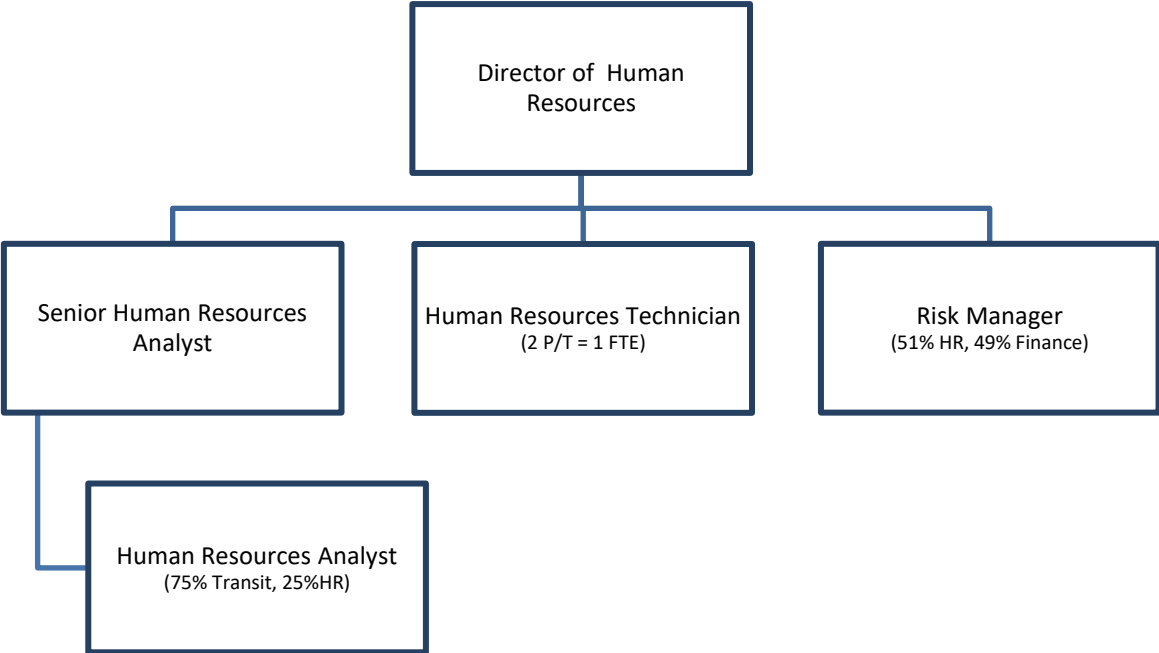 Director of  Human
Resources
Senior Human Resources
Analyst
Human Resources Technician
(2 P/T = 1 FTE)
Risk Manager
(51% HR, 49% Finance)
Human Resources Analyst
(75% Transit, 25%HR)